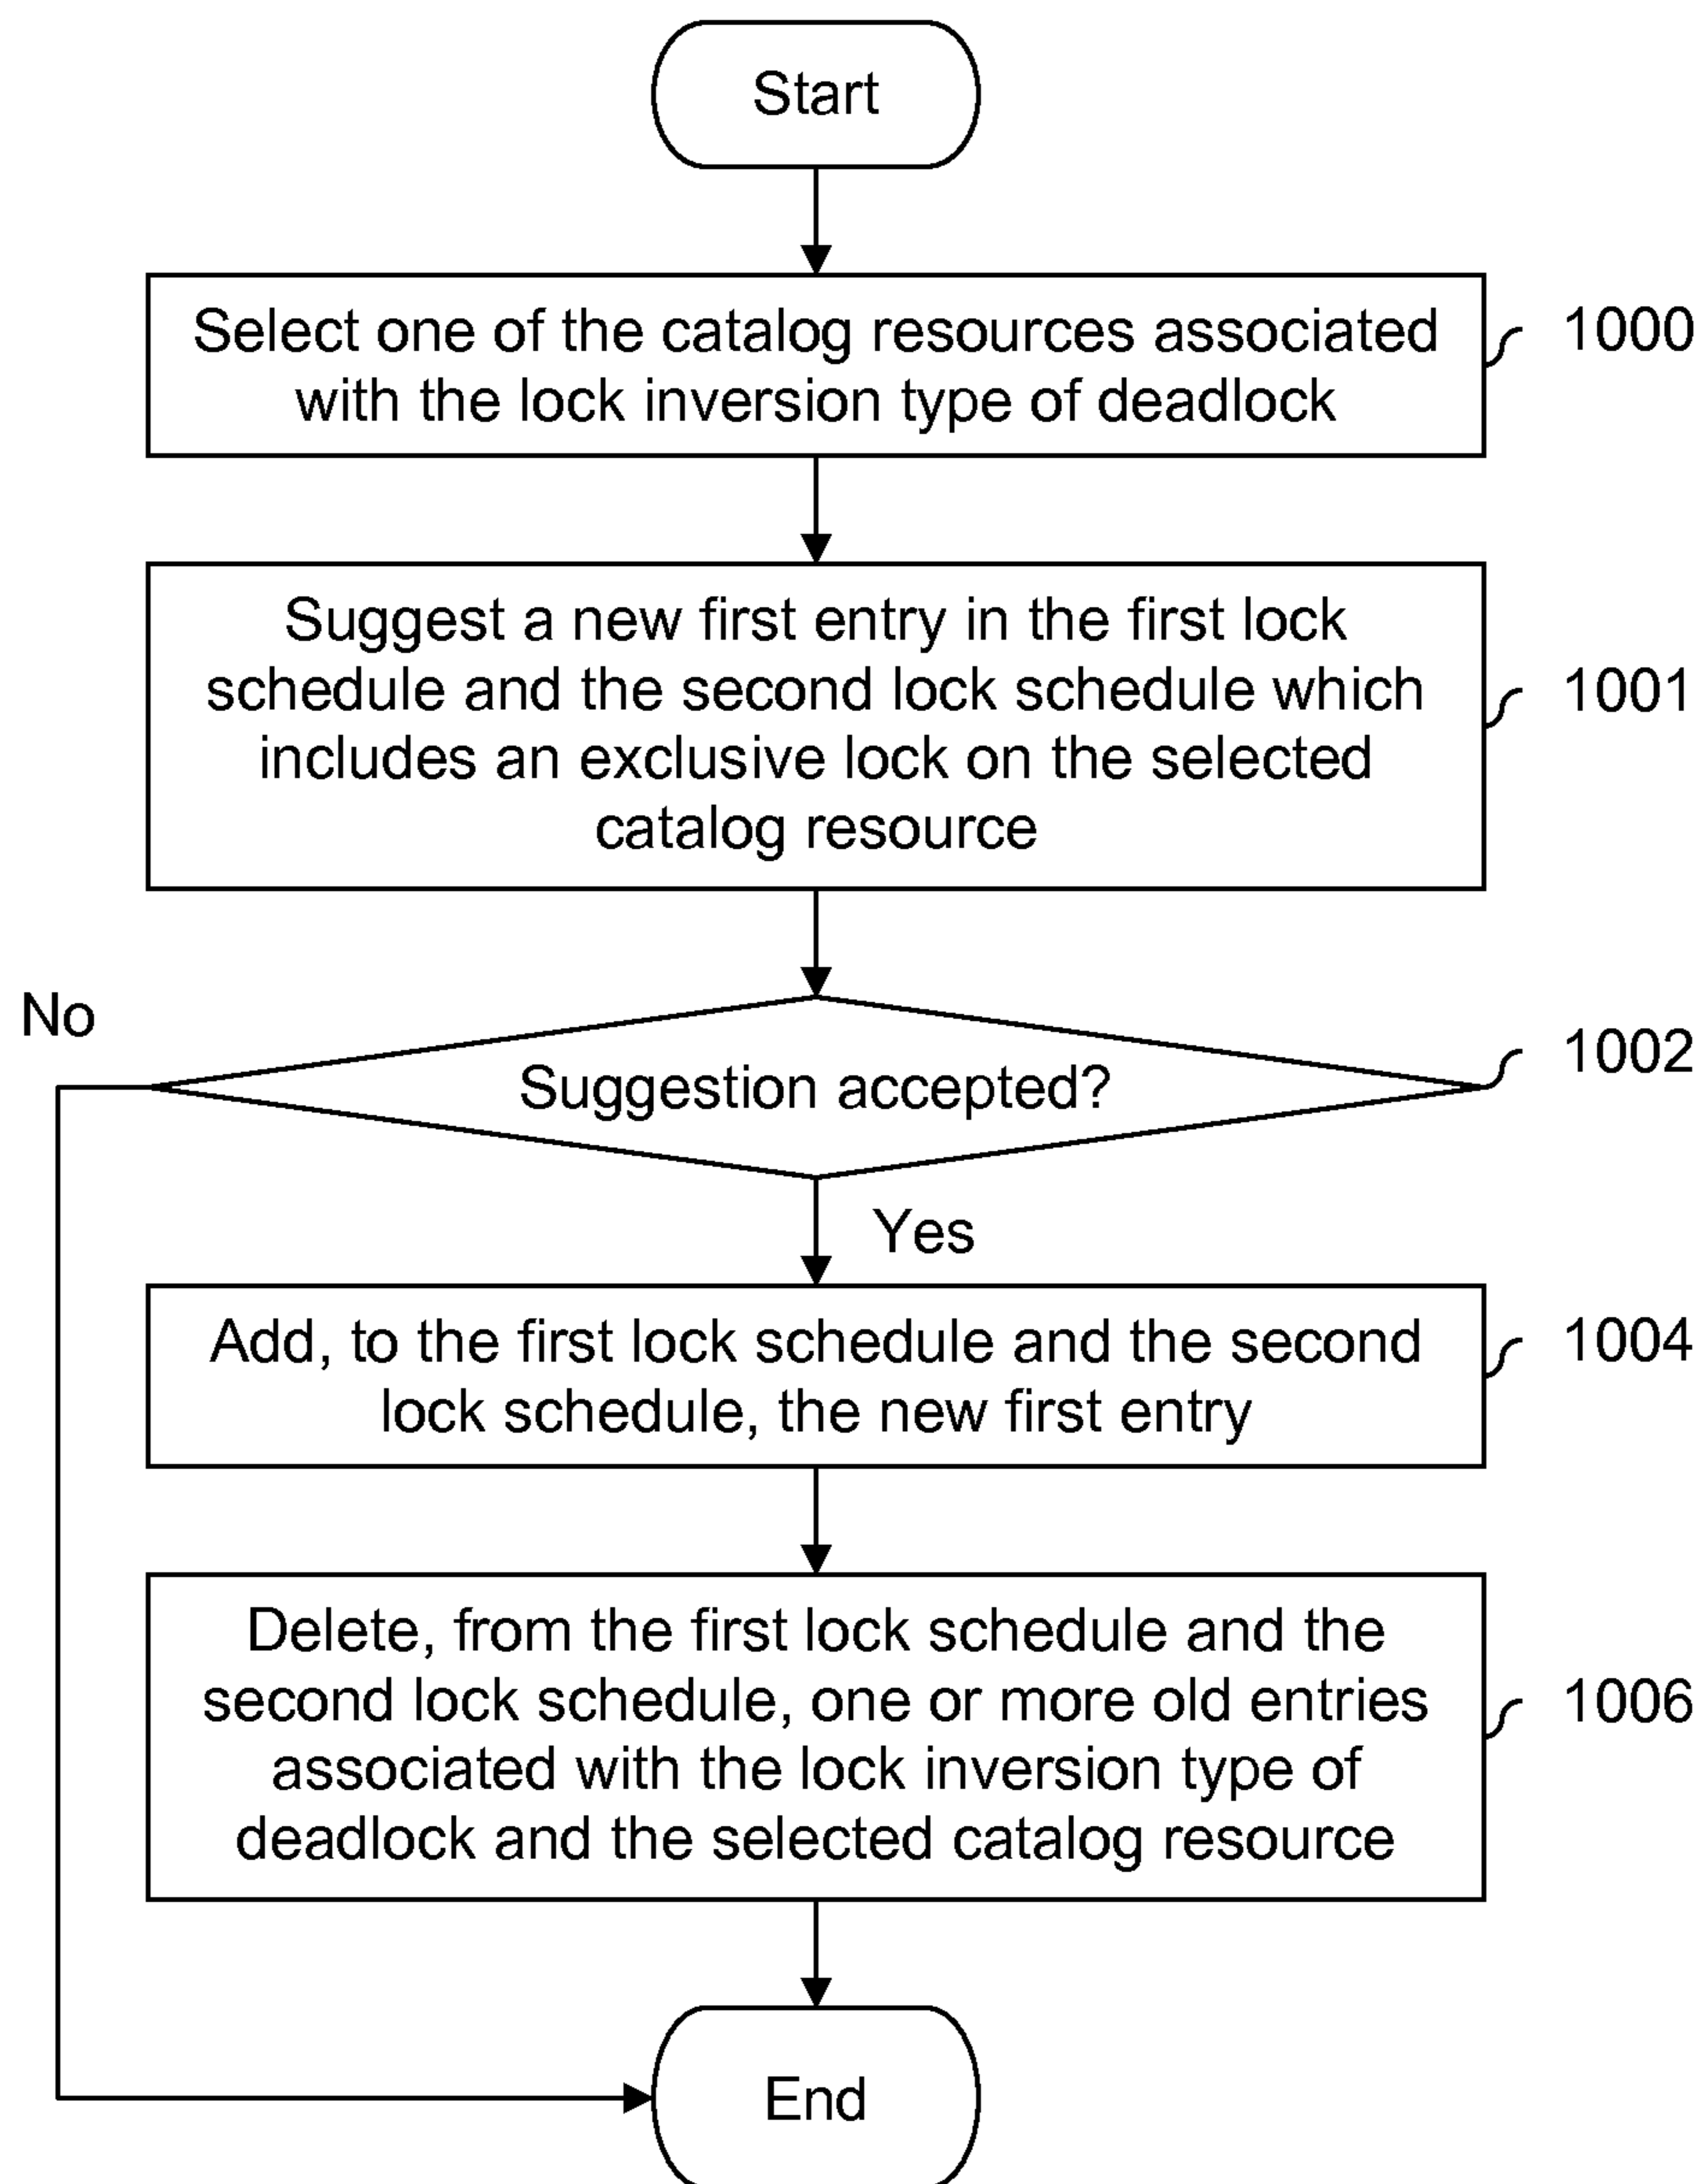 Start
Select one of the catalog resources associated
with the lock inversion type of deadlock
1000
Suggest a new first entry in the first lock
schedule and the second lock schedule which
includes an exclusive lock on the selected
catalog resource
1001
No
Suggestion accepted?
1002
Yes
Add, to the first lock schedule and the second
lock schedule, the new first entry
1004
Delete, from the first lock schedule and the
second lock schedule, one or more old entries
associated with the lock inversion type of
deadlock and the selected catalog resource
1006
End